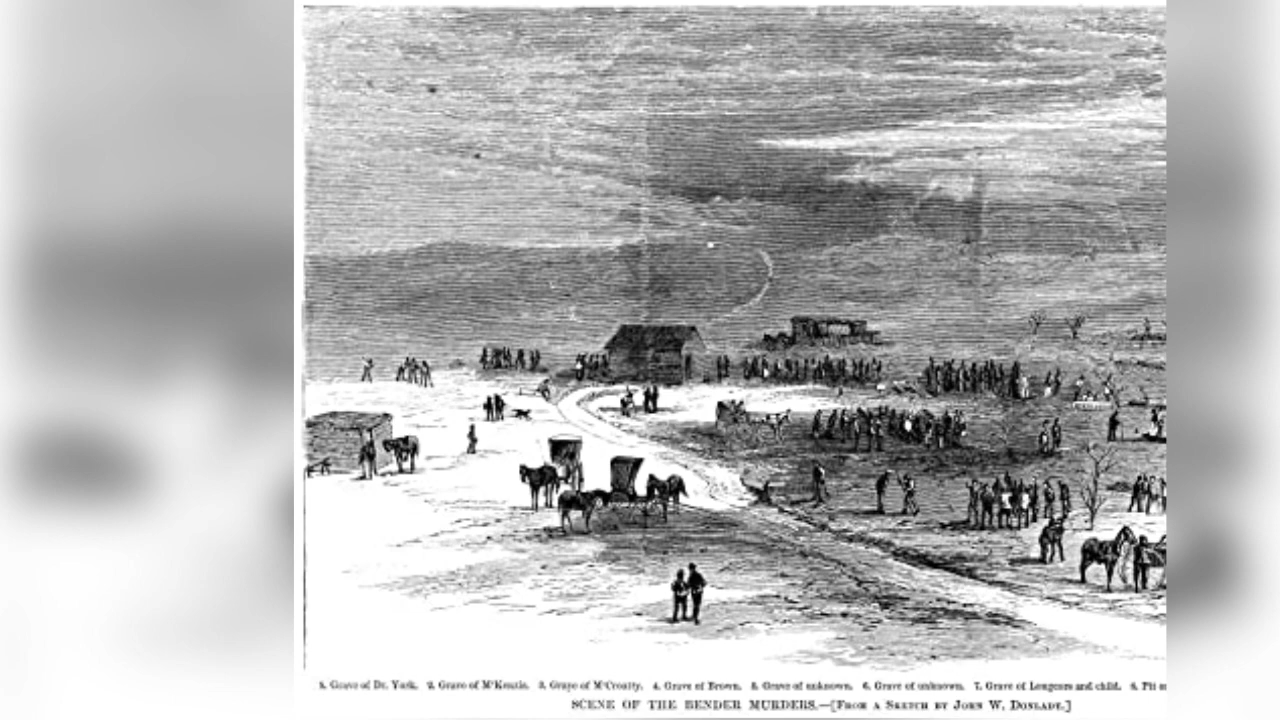 1. Grave of Dr. York. 2. Grave of M'Kenzie. 3. Grave of M'Crotty. 4. Grave of Brown. 5. Grave of unknown. 6. Grave of unknown. 7. Grave of Longcors and child. 8. Pit
SCENE OF THE BENDER MURDERS.—[From a Sketch by John W. Donlady.]